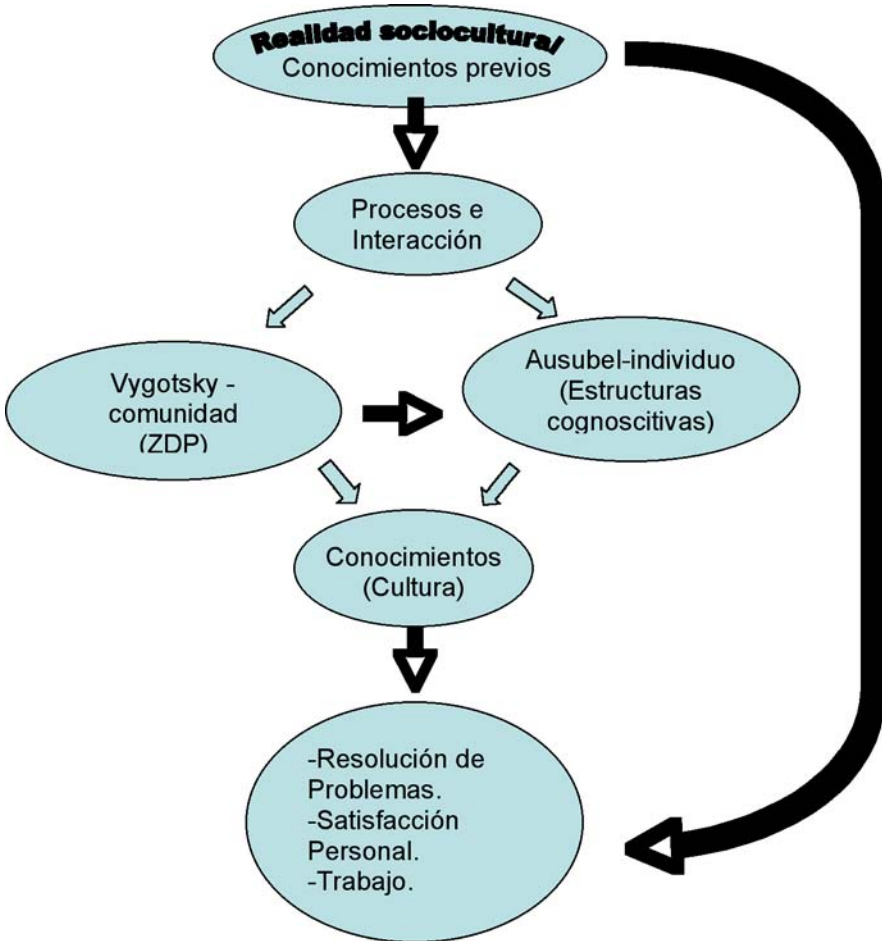 Realidad sociocultural/
Conocimientos previos
Procesos e
Interacción
Vygotsky -
comunidad
(ZDP)
Ausubel-individuo
(Estructuras
cognoscitivas)
Conocimientos
(Cultura)
-Resolución de
Problemas.
-Satisfacción
Personal.
-Trabajo.